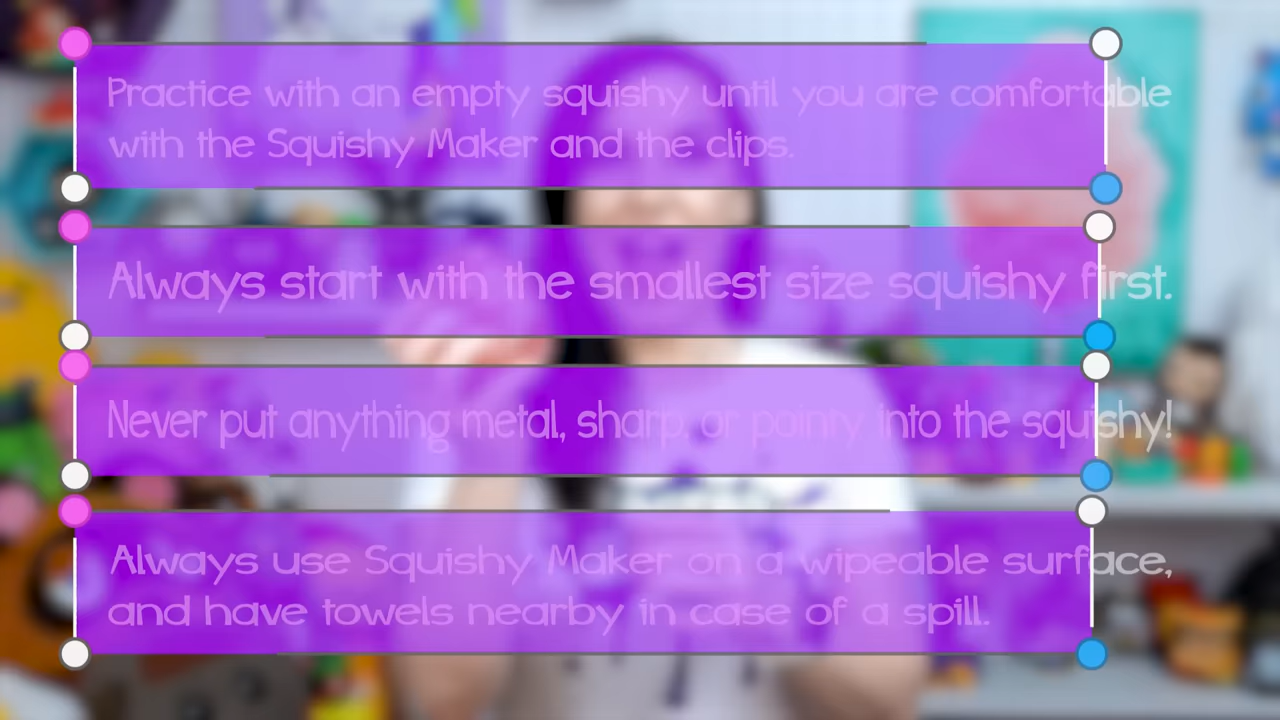 Practice with an empty squishy until you are comfortable
with the Squishy Maker and the clips.
Always start with the smallest size squishy first.
Never put anything metal, sharp, or pointy into the squishy!
Always use Squishy Maker on a wipeable surface,
and have towels nearby in case of a spill.